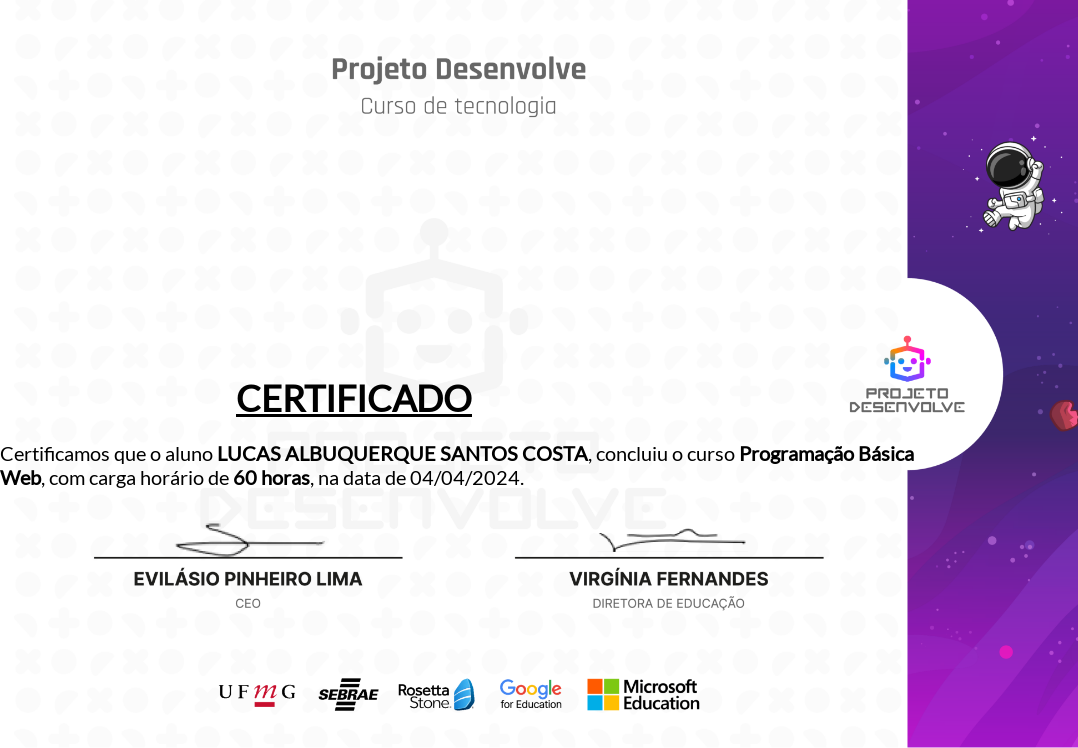 Projeto Desenvolve
Curso de tecnologia
PROJETO
DESENVOLVE
CERTIFICADO
Certificamos que o aluno LUCAS ALBUQUERQUE SANTOS COSTA, concluiu o curso Programação Básica
Web, com carga horário de 60 horas, na data de 04/04/2024.
PROJETO
DESENVOLVE
EVILÁSIO PINHEIRO LIMA
CEO
VIRGÍNIA FERNANDES
DIRETORA DE EDUCAÇÃO
UFmG
SEBRAE
Rosetta
Stone
Google
for Education
Microsoft
Education